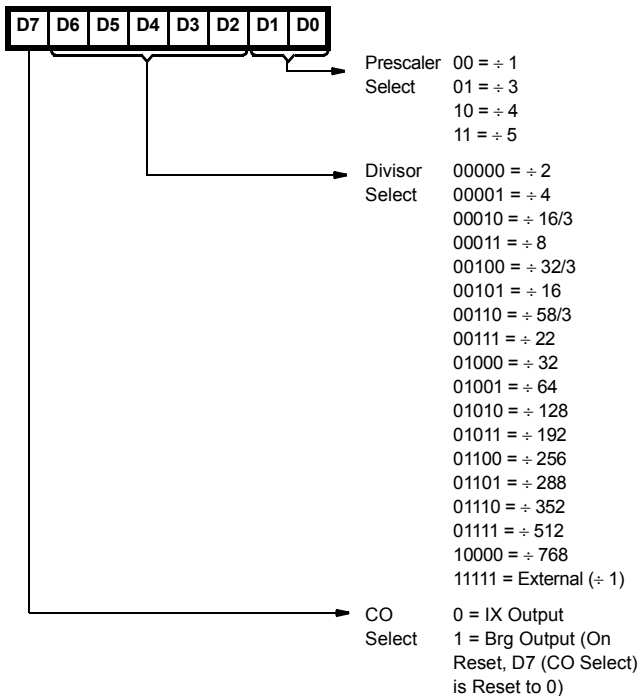 D7 D6 D5 D4 D3 D2 D1 D0
Prescaler 00 = ÷ 1
Select 01 = ÷ 3
10 = ÷ 4
11 = ÷ 5
Divisor 00000 = ÷ 2
Select 00001 = ÷ 4
00010 = ÷ 16/3
00011 = ÷ 8
00100 = ÷ 32/3
00101 = ÷ 16
00110 = ÷ 58/3
00111 = ÷ 22
01000 = ÷ 32
01001 = ÷ 64
01010 = ÷ 128
01011 = ÷ 192
01100 = ÷ 256
01101 = ÷ 288
01110 = ÷ 352
01111 = ÷ 512
10000 = ÷ 768
11111 = External (÷ 1)
CO 0 = IX Output
Select 1 = Brg Output (On
Reset, D7 (CO Select)
is Reset to 0)